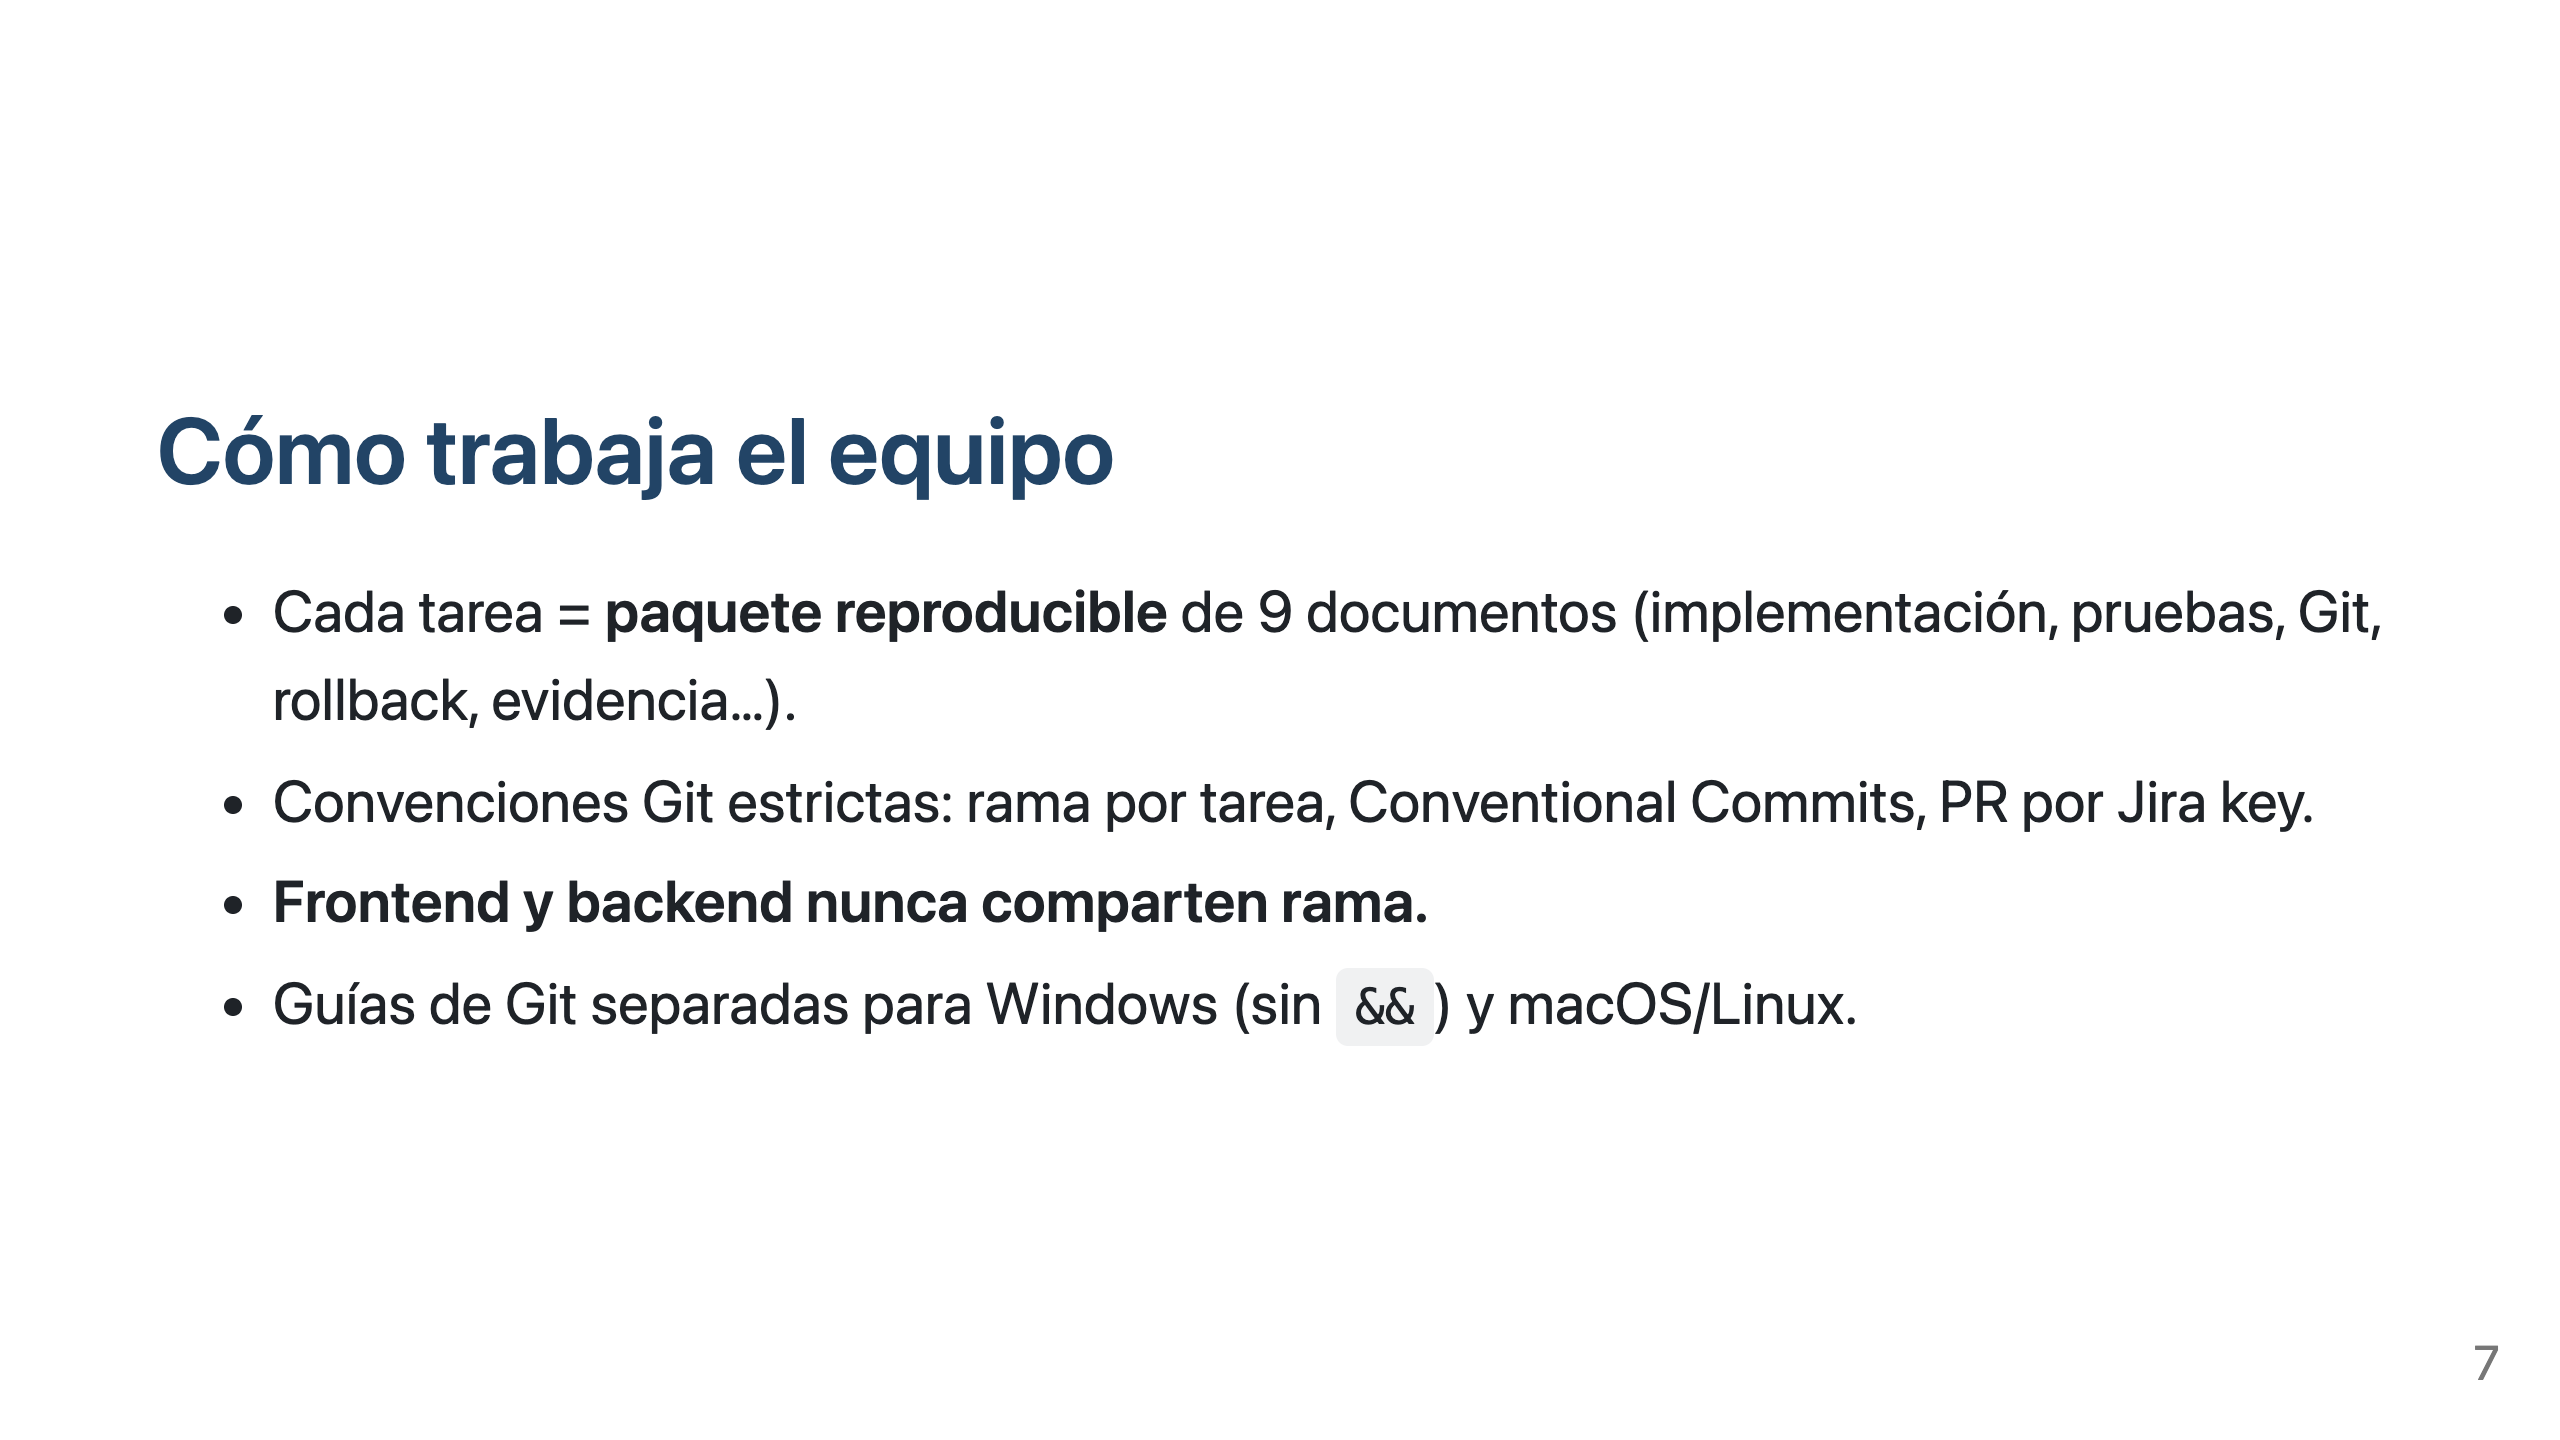 Cómo trabaja el equipo
• Cada tarea = paquete reproducible de 9 documentos (implementación, pruebas, Git,
rollback, evidencia…).
• Convenciones Git estrictas: rama por tarea, Conventional Commits, PR por Jira key.
• Frontend y backend nunca comparten rama.
• Guías de Git separadas para Windows (sin && ) y macOS/Linux.
7